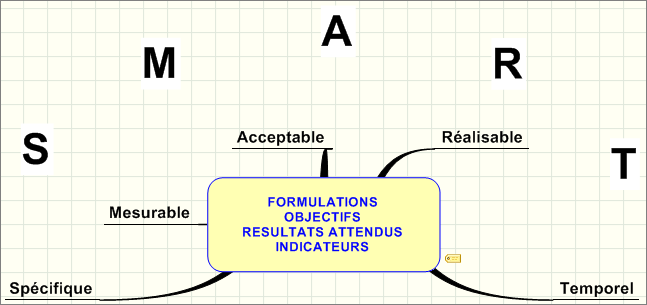 S
M
A
R
T
Acceptable
Réalisable
Mesurable
FORMULATIONS
OBJECTIFS
RESULTATS ATTENDUS
INDICATEURS
Spécifique
Temporel